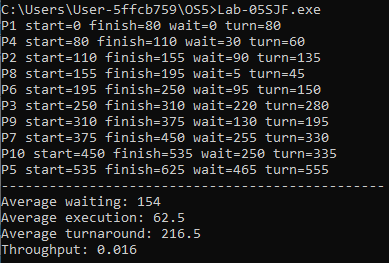 C:\Users\User-5ffcb759\OS5>Lab-05SJF.exe
P1 start=0 finish=80 wait=0 turn=80
P4 start=80 finish=110 wait=30 turn=60
P2 start=110 finish=155 wait=90 turn=135
P8 start=155 finish=195 wait=5 turn=45
P6 start=195 finish=250 wait=95 turn=150
P3 start=250 finish=310 wait=220 turn=280
P9 start=310 finish=375 wait=130 turn=195
P7 start=375 finish=450 wait=255 turn=330
P10 start=450 finish=535 wait=250 turn=335
P5 start=535 finish=625 wait=465 turn=555
------------------------------------------------
Average waiting: 154
Average execution: 62.5
Average turnaround: 216.5
Throughput: 0.016